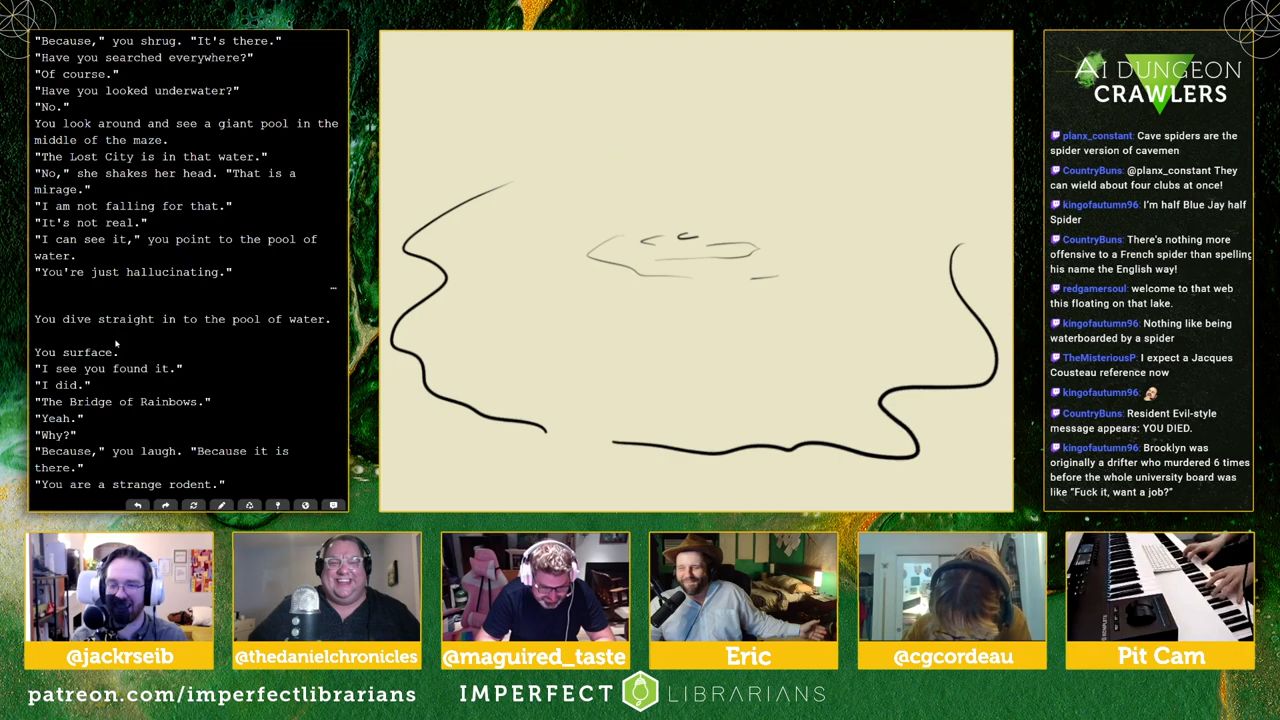 "Because," you shrug. "It's there."
"Have you searched everywhere?"
"Of course."
"Have you looked underwater?"
"No."
You look around and see a giant pool in the
middle of the maze.
"The Lost City is in that water."
"No," she shakes her head. "That is a
mirage."
"I am not falling for that."
"It's not real."
"I can see it," you point to the pool of
water.
"You're just hallucinating."
…
You dive straight in to the pool of water.
You surface.
"I see you found it."
"I did."
"The Bridge of Rainbows."
"Yeah."
"Why?"
"Because," you laugh. "Because it is
there."
"You are a strange rodent."
AI DUNGEON
CRAWLERS
planx_constant: Cave spiders are the
spider version of cavemen
CountryBuns: @planx_constant They
can wield about four clubs at once!
kingofautumn96: I'm half Blue Jay half
Spider
CountryBuns: There's nothing more
offensive to a French spider than spelling
his name the English way!
redgamersoul: welcome to that web
this floating on that lake.
kingofautumn96: Nothing like being
waterboarded by a spider
TheMisteriousP: I expect a Jacques
Cousteau reference now
kingofautumn96:
CountryBuns: Resident Evil-style
message appears: YOU DIED.
kingofautumn96: Brooklyn was
originally a drifter who murdered 6 times
before the whole university board was
like "Fuck it, want a job?"
@jackrseib
@thedanielchronicles
@maguired_taste
Eric
@cgcordeau
Pit Cam
patreon.com/imperfectlibrarians
IMPERFECT LIBRARIANS